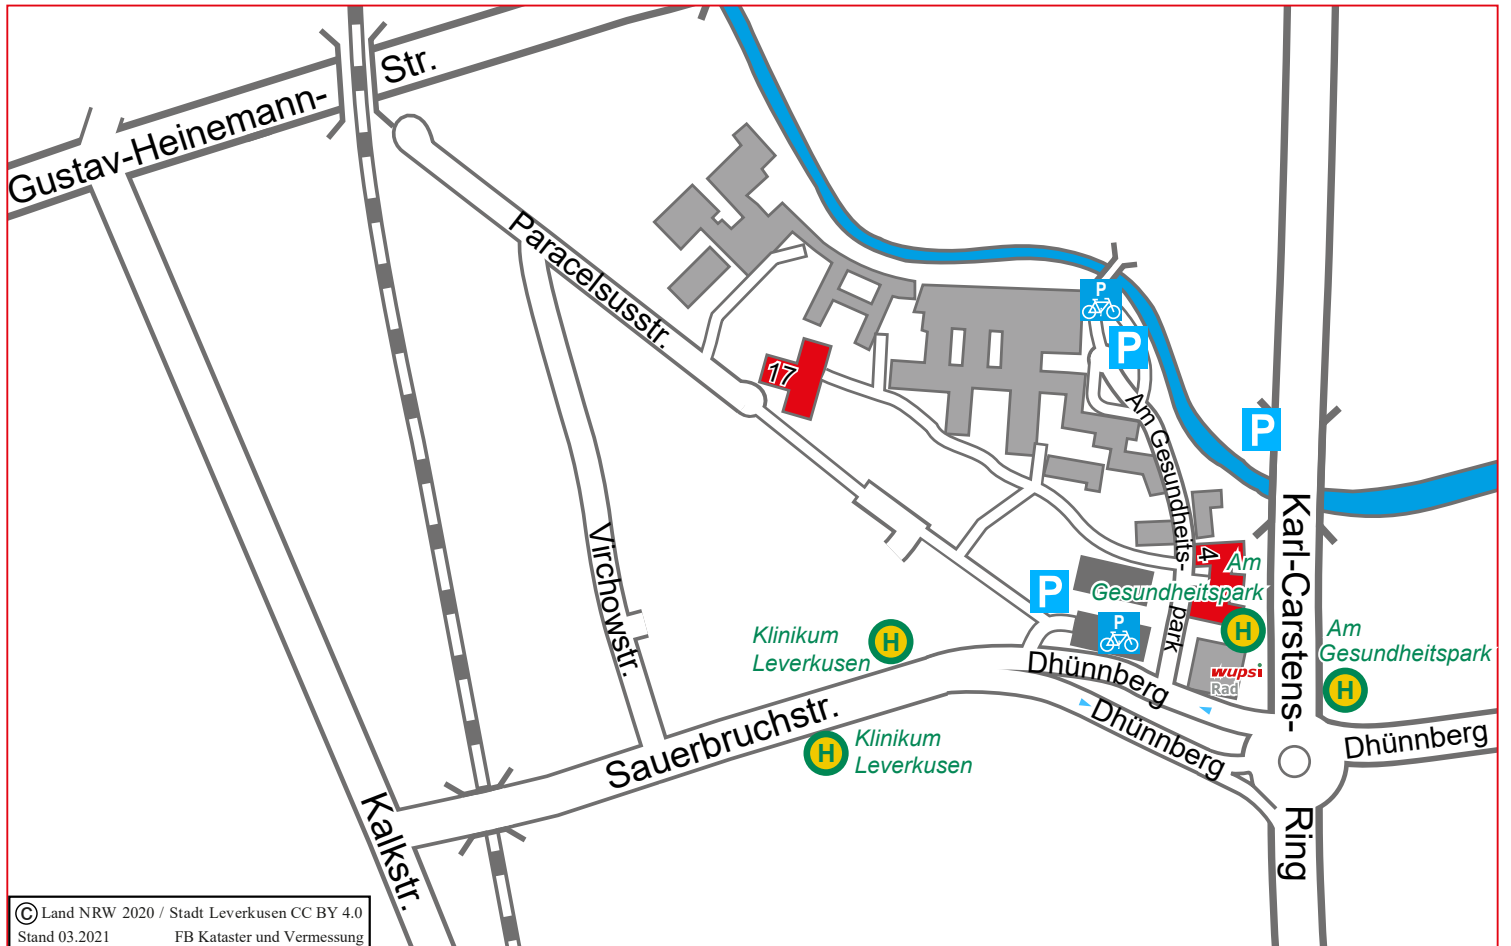 Gustav-Heinemann-
Str.
Paracelsusstr.
Virchowstr.
Kalkstr.
Sauerbruchstr.
17
P
P
P
Am Gesundheits-
park
4
Am
Gesundheitspark
H
P
P
Klinikum
Leverkusen
H
H
Klinikum
Leverkusen
Dhünnberg
Dhünnberg
wupsi
Rad
Karl-Carstens-
Ring
Am
Gesundheitspark
H
Dhünnberg
© Land NRW 2020 / Stadt Leverkusen CC BY 4.0
Stand 03.2021 FB Kataster und Vermessung